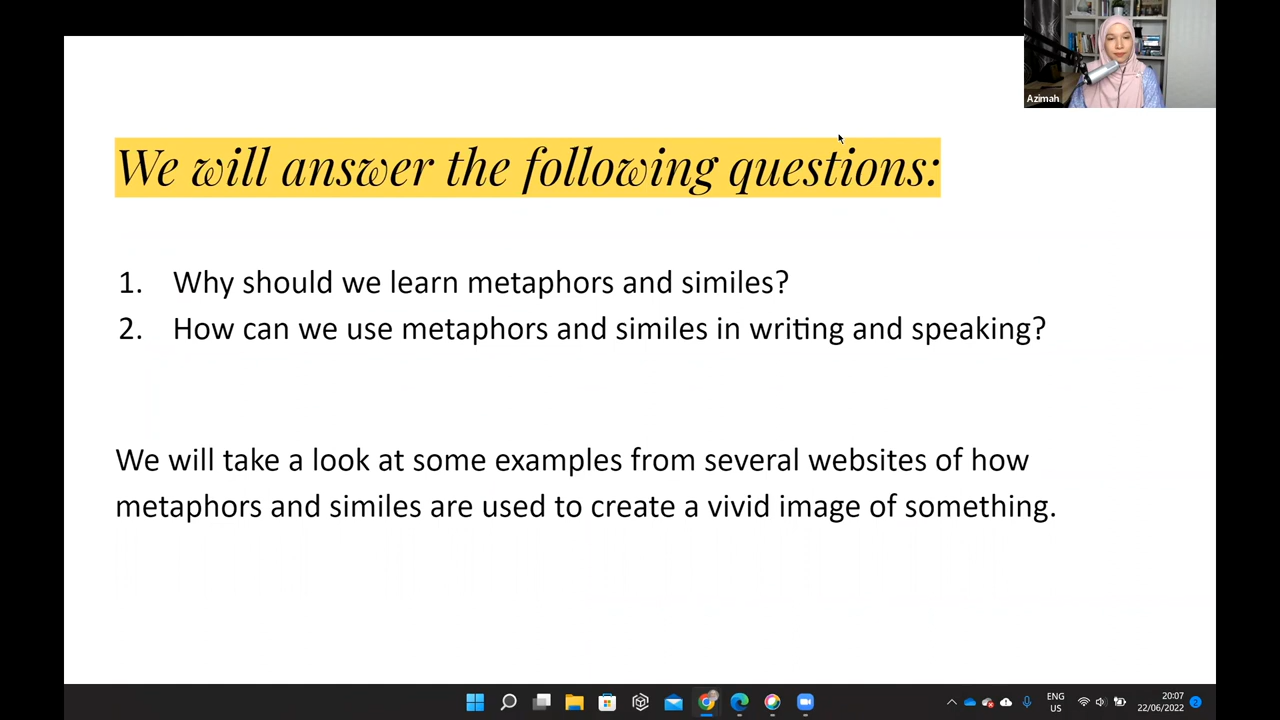 Azimah
We will answer the following questions:
1. Why should we learn metaphors and similes?
2. How can we use metaphors and similes in writing and speaking?
We will take a look at some examples from several websites of how
metaphors and similes are used to create a vivid image of something.
ENG
US
20:07
22/06/2022
2